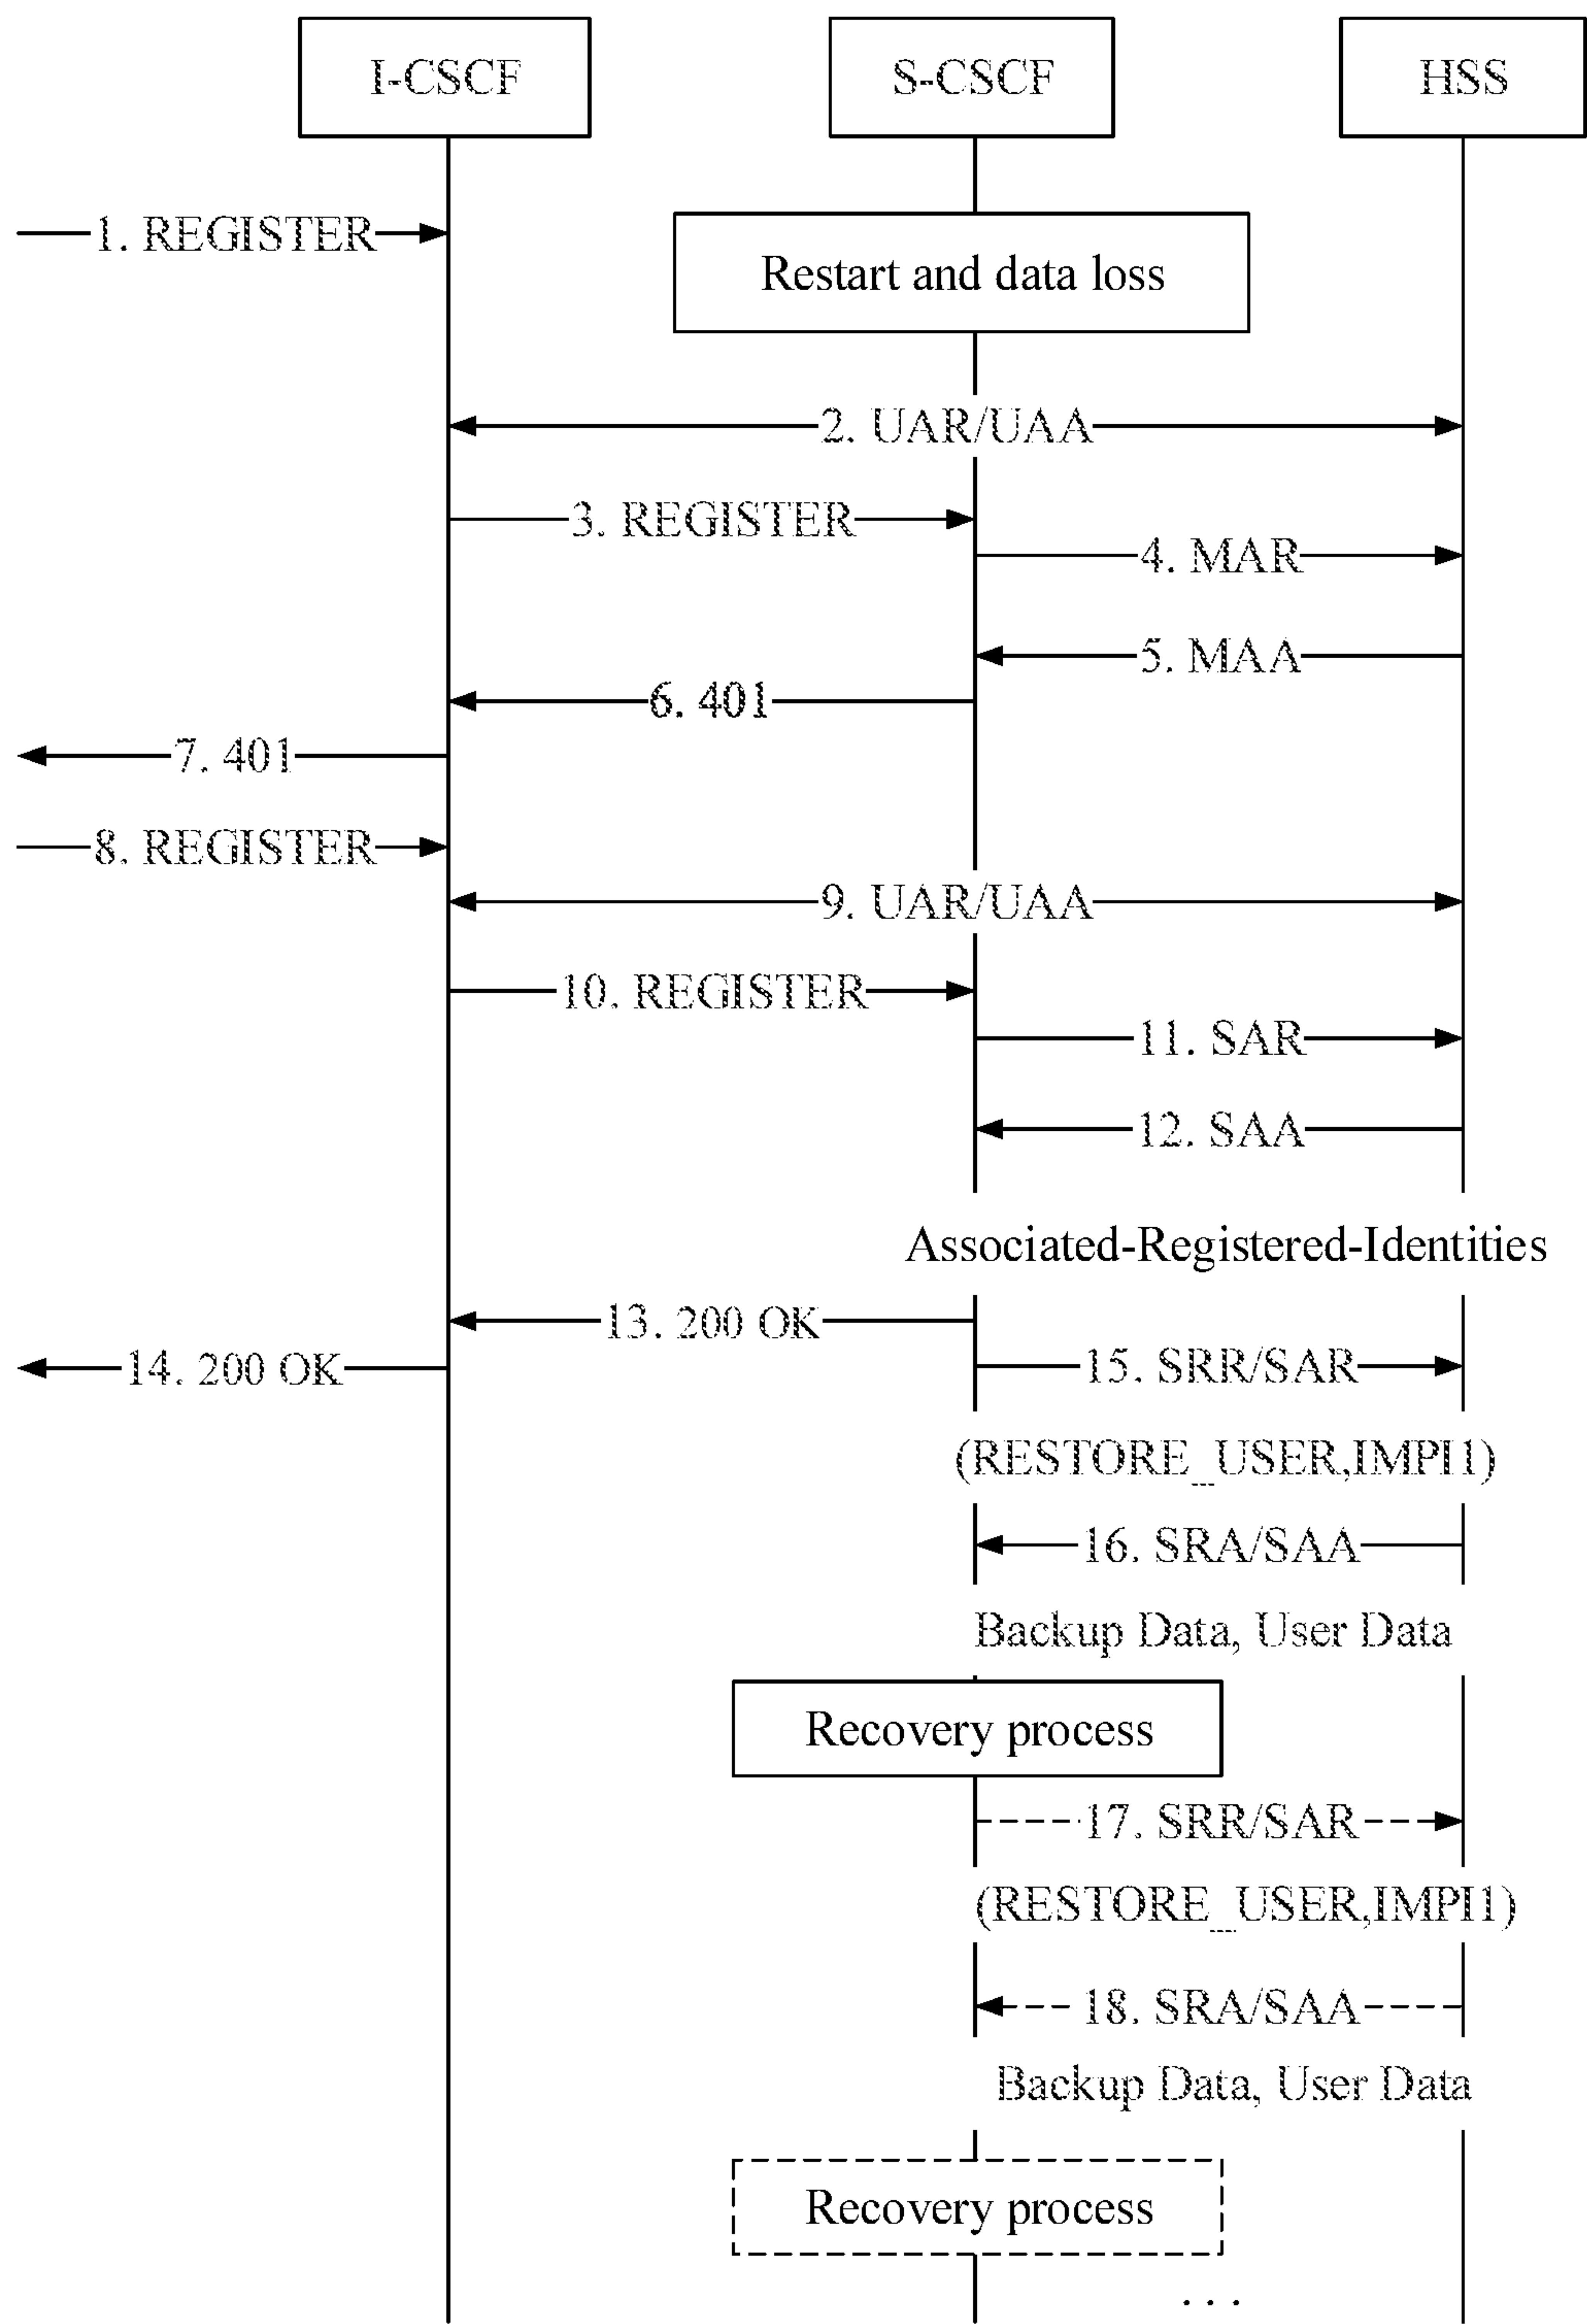 I-CSCF
S-CSCF
HSS
1. REGISTER
Restart and data loss
2. UAR/UAA
3. REGISTER
4. MAR
5. MAA
6. 401
7. 401
8. REGISTER
9. UAR/UAA
10. REGISTER
11. SAR
12. SAA
Associated-Registered-Identities
13. 200 OK
14. 200 OK
15. SRR/SAR
(RESTORE_USER,IMPI1)
16. SRA/SAA
Backup Data, User Data
Recovery process
17. SRR/SAR
(RESTORE_USER,IMPI1)
18. SRA/SAA
Backup Data, User Data
Recovery process
...